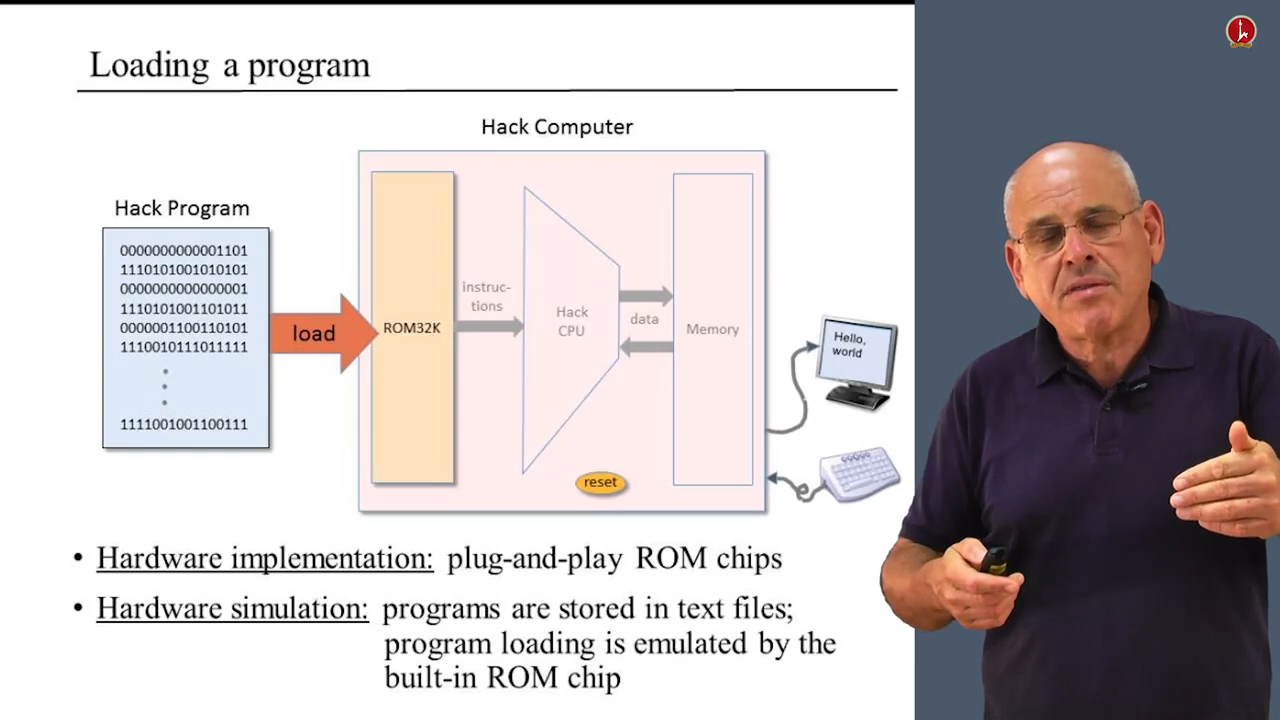 Loading a program
Hack Computer
Hack Program
0000000000001101
1110101001010101
0000000000000001
1110101001101011
0000001100110101
1110010111011111
1111001001100111
load
ROM32K
instruc-
tions
Hack
CPU
data
Memory
reset
Hello,
world
• Hardware implementation: plug-and-play ROM chips
• Hardware simulation: programs are stored in text files;
program loading is emulated by the
built-in ROM chip